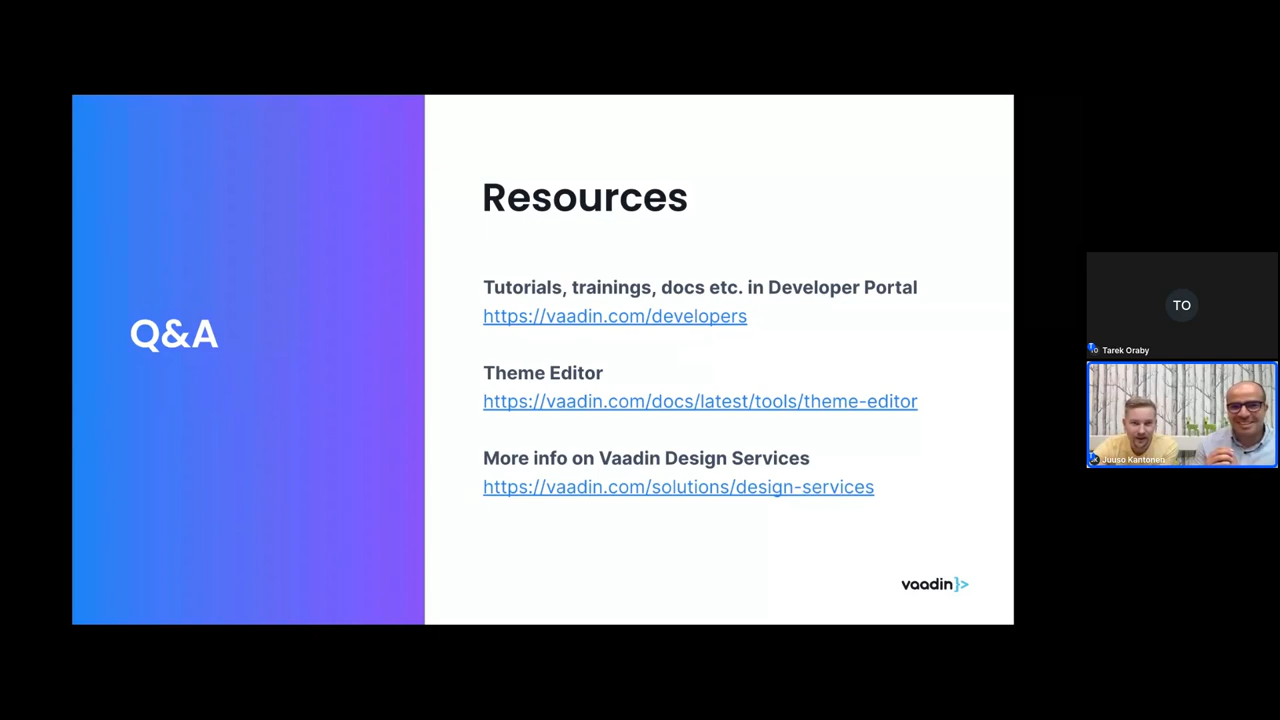 Q&A
Resources
Tutorials, trainings, docs etc. in Developer Portal
https://vaadin.com/developers
Theme Editor
https://vaadin.com/docs/latest/tools/theme-editor
More info on Vaadin Design Services
https://vaadin.com/solutions/design-services
vaadin}>
TO
Tarek Oraby
Juuso Kantonen